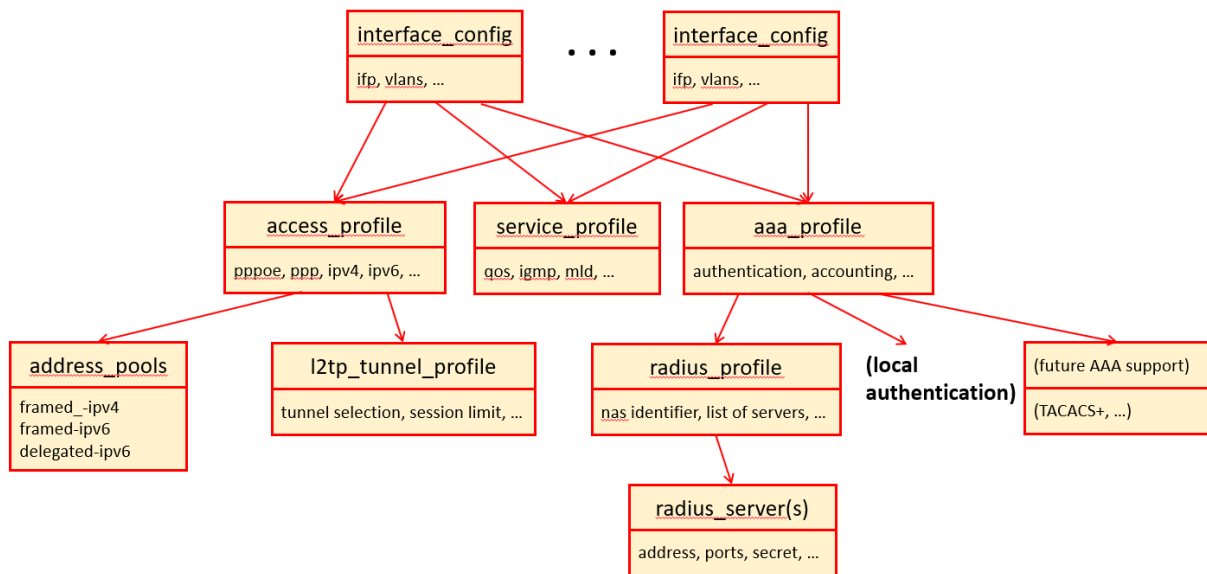 interface_config
. . .
interface_config
ifp, vlans, ...
ifp, vlans, ...
access_profile
service_profile
aaa_profile
pppoe, ppp, ipv4, ipv6, ...
qos, igmp, mld, ...
authentication, accounting, ...
address_pools
framed_-ipv4
framed-ipv6
delegated-ipv6
l2tp_tunnel_profile
tunnel selection, session limit, ...
radius_profile
nas identifier, list of servers, ...
(local
authentication)
(future AAA support)
(TACACS+, ...)
radius_server(s)
address, ports, secret, ...